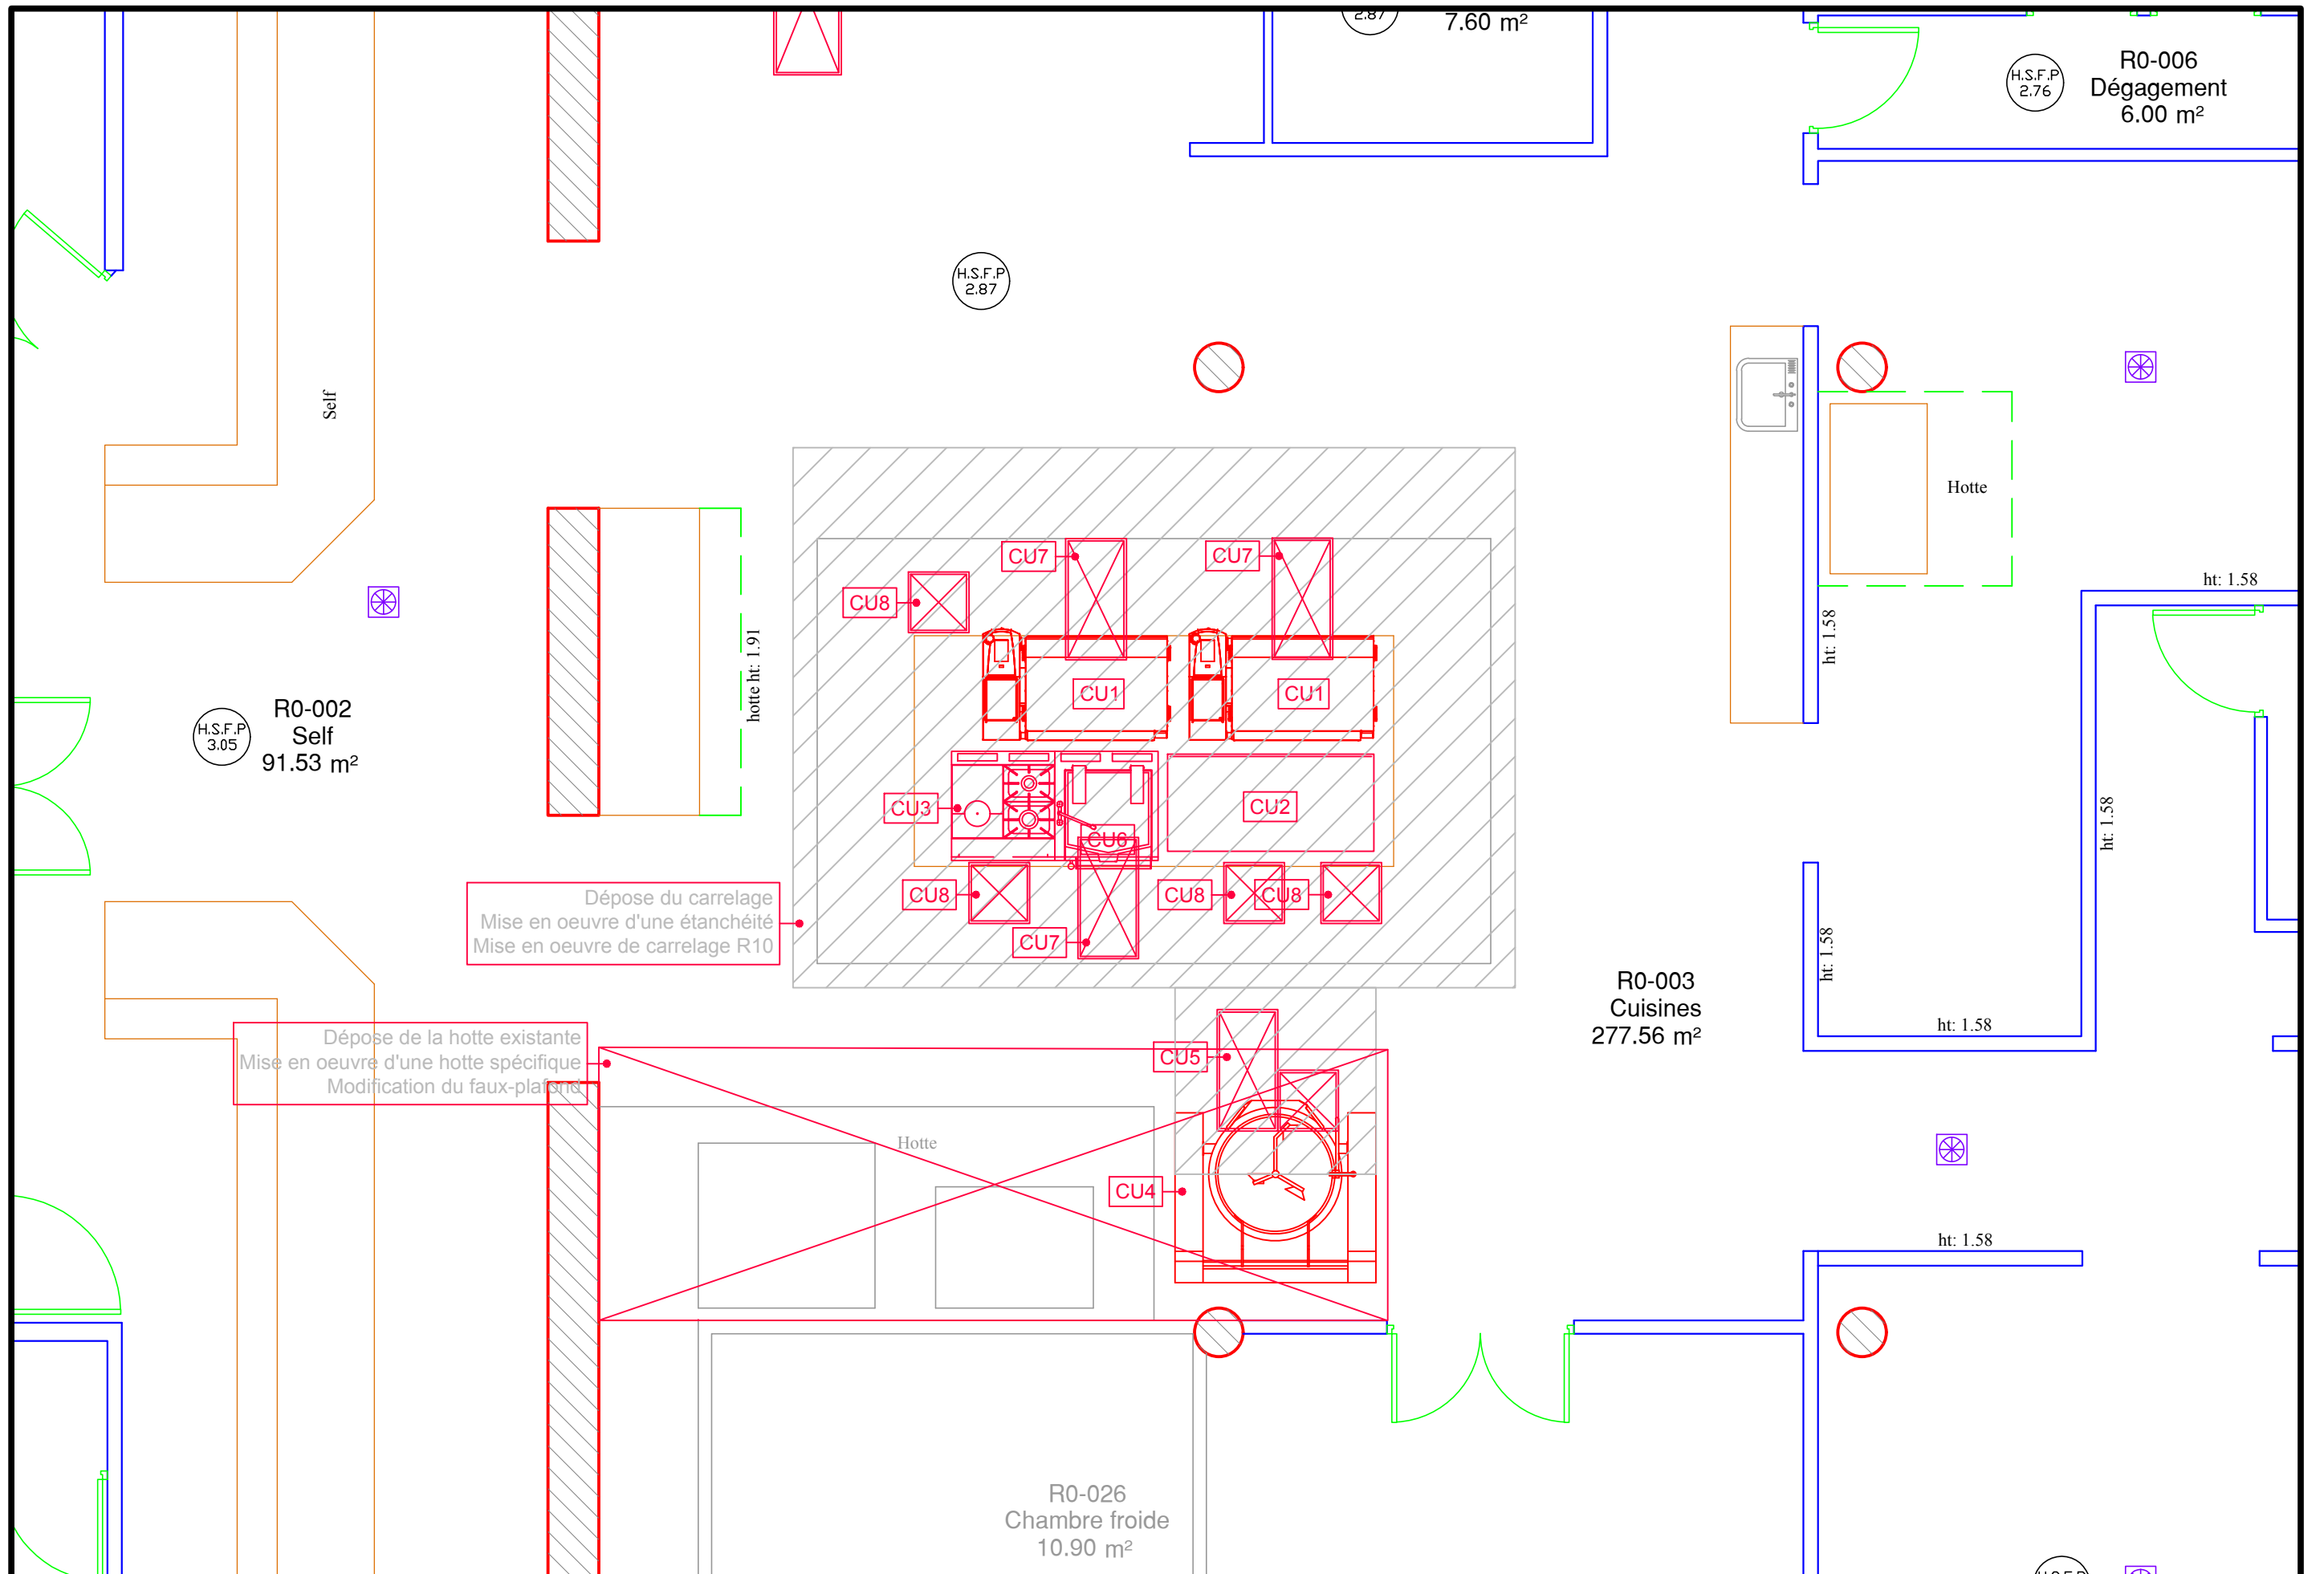 2.87
7.60 m²
H.S.F.P
2.76
R0-006
Dégagement
6.00 m²
H.S.F.P
2.87
Self
Hotte
CU7
CU7
CU8
ht: 1.58
ht: 1.58
hotte ht: 1.91
CU1
CU1
H.S.F.P
3.05
R0-002
Self
91.53 m²
CU3
CU6
CU2
ht: 1.58
CU8
CU8
CU8
Dépose du carrelage
Mise en oeuvre d'une étanchéité
Mise en oeuvre de carrelage R10
CU7
ht: 1.58
R0-003
Cuisines
277.56 m²
ht: 1.58
Dépose de la hotte existante
Mise en oeuvre d'une hotte spécifique
Modification du faux-plafond
CU5
Hotte
CU4
ht: 1.58
R0-026
Chambre froide
10.90 m²
H.S.F.P